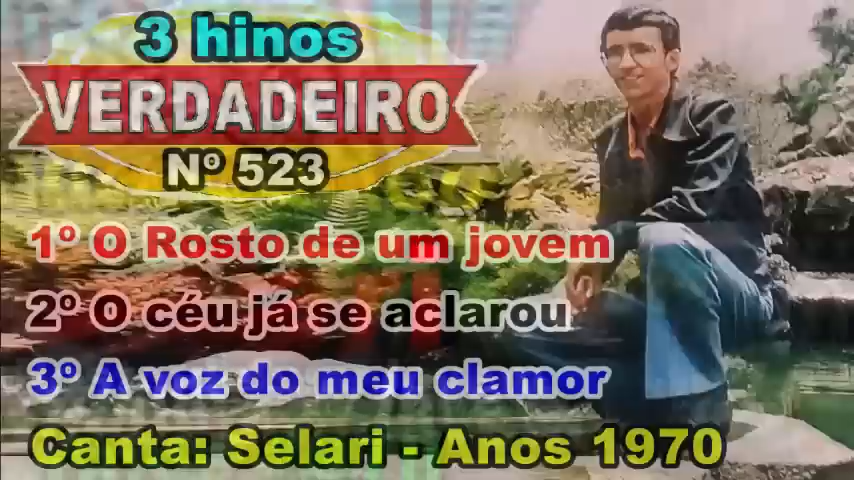 3 hinos
VERDADEIRO
Nº 523
1º O Rosto de um jovem
2º O céu já se aclarou
3º A voz do meu clamor
Canta: Selari - Anos 1970